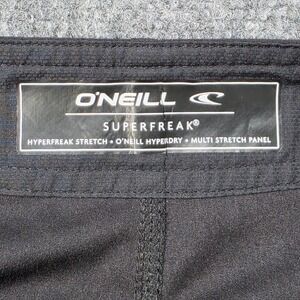 O'NEILL
SUPERFREAK®
HYPERFREAK STRETCH • O'NEILL HYPERDRY • MULTI STRETCH PANEL